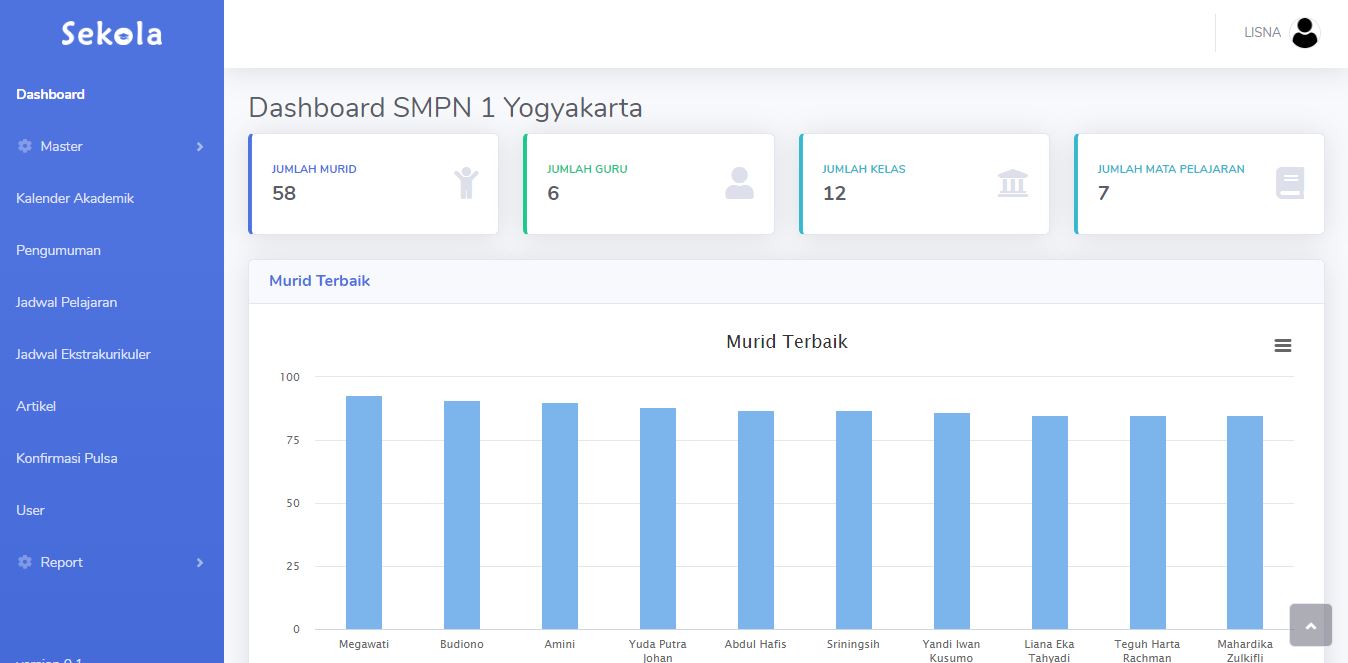 Sekola
LISNA
Dashboard
Master
Kalender Akademik
Pengumuman
Jadwal Pelajaran
Jadwal Ekstrakurikuler
Artikel
Konfirmasi Pulsa
User
Report
version 0.1
Dashboard SMPN 1 Yogyakarta
JUMLAH MURID
58
JUMLAH GURU
6
JUMLAH KELAS
12
JUMLAH MATA PELAJARAN
7
Murid Terbaik
Murid Terbaik
100
75
50
25
0
Megawati
Budiono
Amini
Yuda Putra
Johan
Abdul Hafis
Sriningsih
Yandi Iwan
Kusumo
Liana Eka
Tahyadi
Teguh Harta
Rachman
Mahardika
Zulkifli